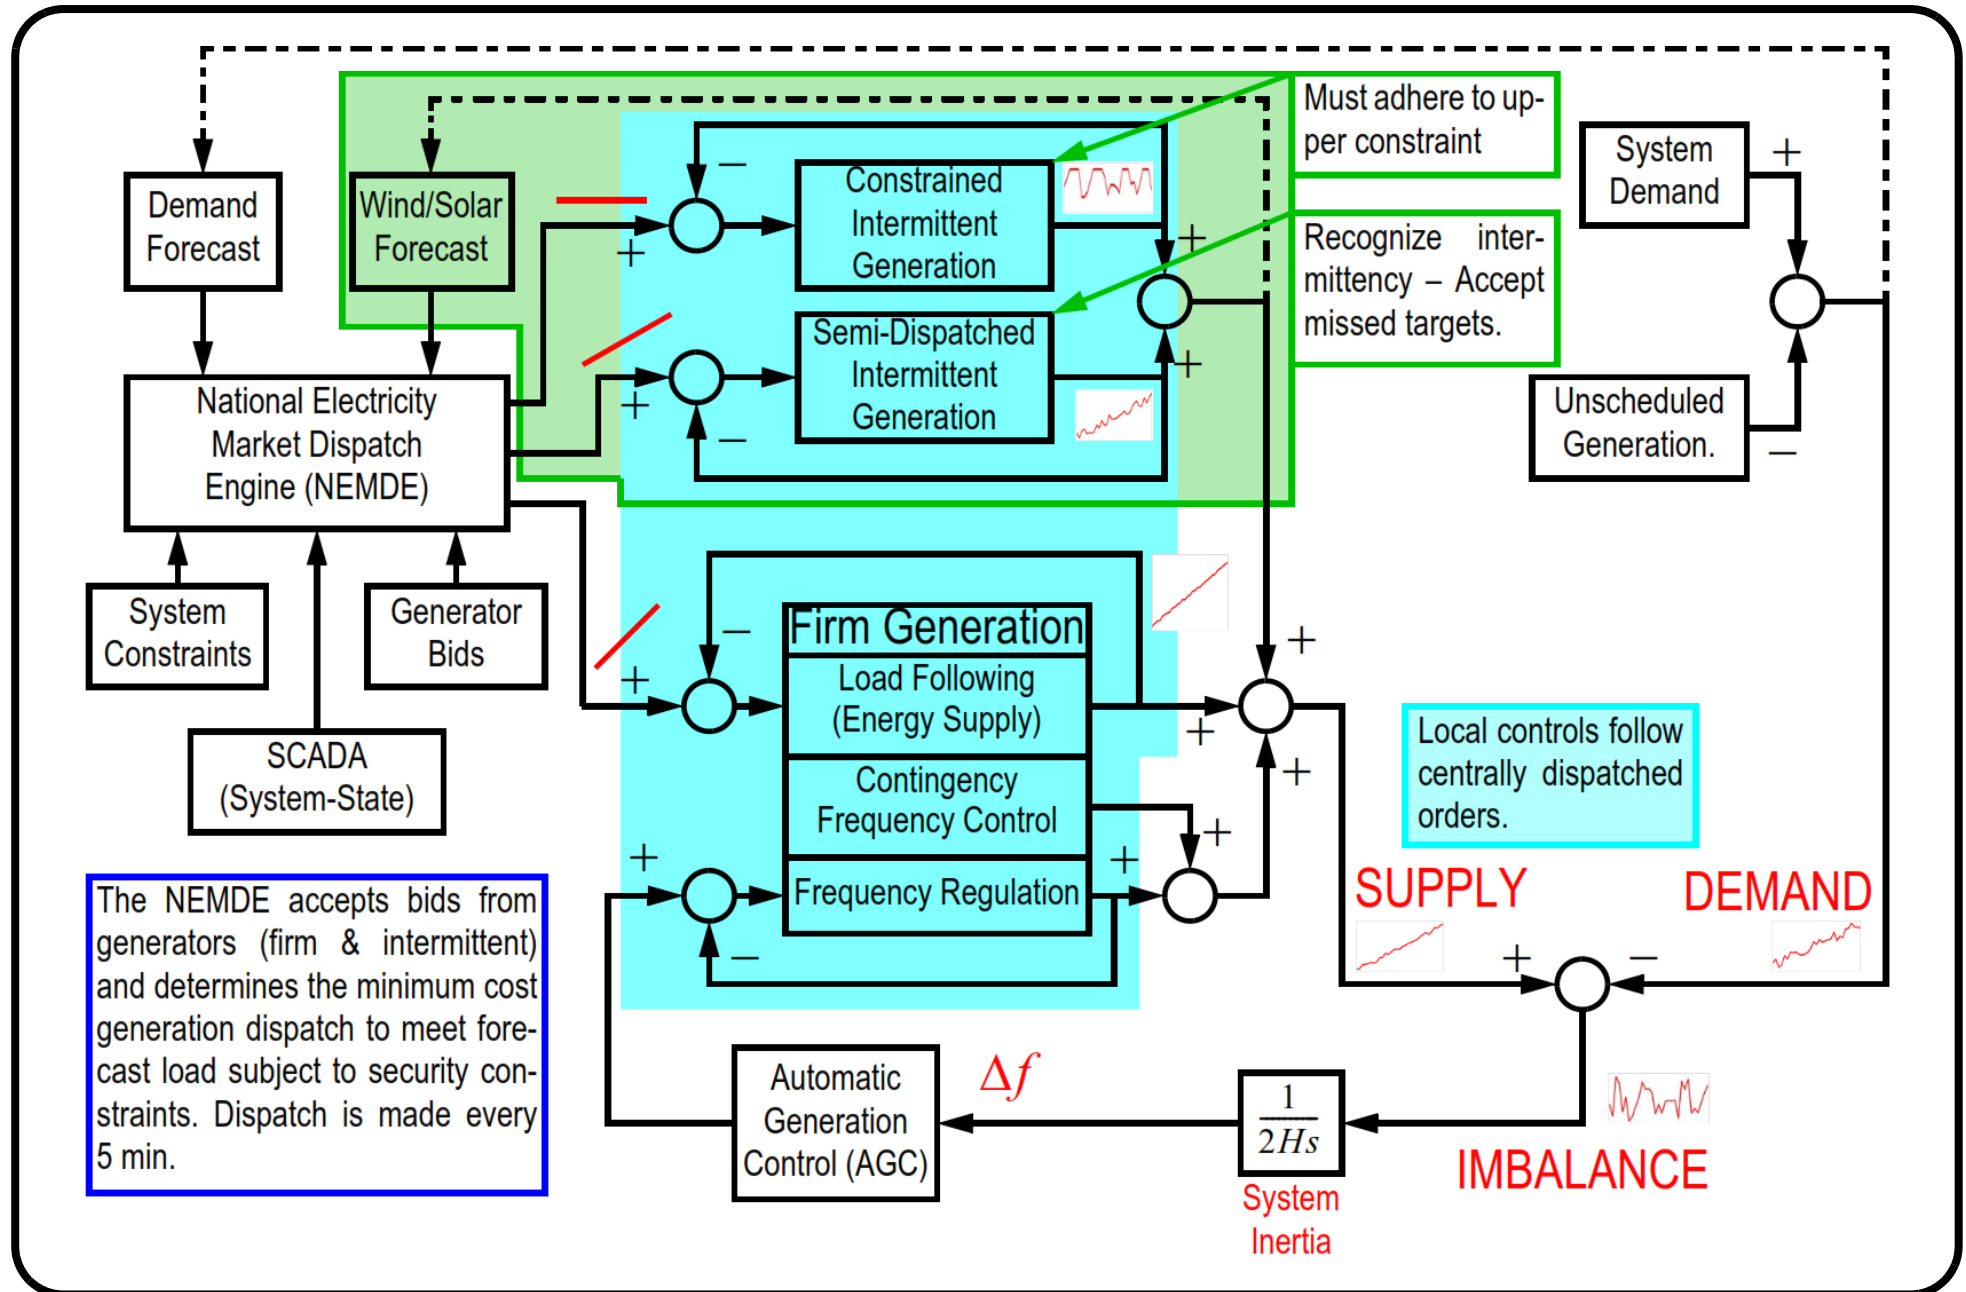 Must adhere to up-
per constraint
System
Demand
+
Demand
Forecast
Wind/Solar
Forecast
−
+
Constrained
Intermittent
Generation
+
Recognize inter-
mittency – Accept
missed targets.
Semi-Dispatched
Intermittent
Generation
+
−
+
National Electricity
Market Dispatch
Engine (NEMDE)
Unscheduled
Generation.
−
System
Constraints
Generator
Bids
SCADA
(System-State)
−
+
Firm Generation
Load Following
(Energy Supply)
Contingency
Frequency Control
Frequency Regulation
+
+
+
+
+
+
−
Local controls follow
centrally dispatched
orders.
SUPPLY
DEMAND
+
−
The NEMDE accepts bids from
generators (firm & intermittent)
and determines the minimum cost
generation dispatch to meet fore-
cast load subject to security con-
straints. Dispatch is made every
5 min.
Automatic
Generation
Control (AGC)
Δf
1
2Hs
System
Inertia
IMBALANCE